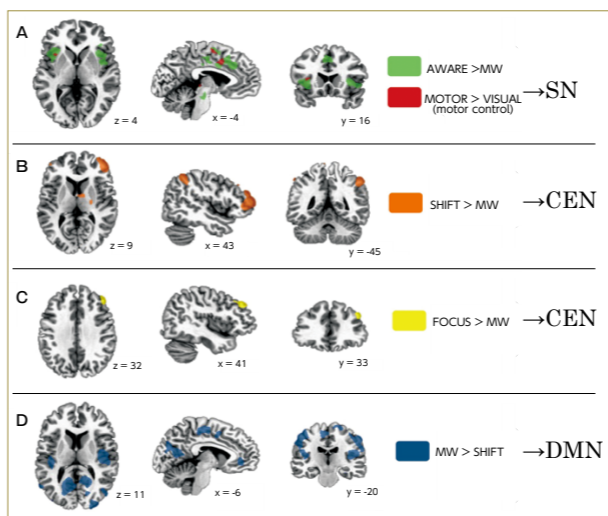 A
AWARE >MW
MOTOR > VISUAL
(motor control)
→SN
z = 4
x = -4
y = 16
B
SHIFT > MW
→CEN
z = 9
x = 43
y = -45
C
FOCUS > MW
→CEN
z = 32
x = 41
y = 33
D
MW > SHIFT
→DMN
z = 11
x = -6
y = -20